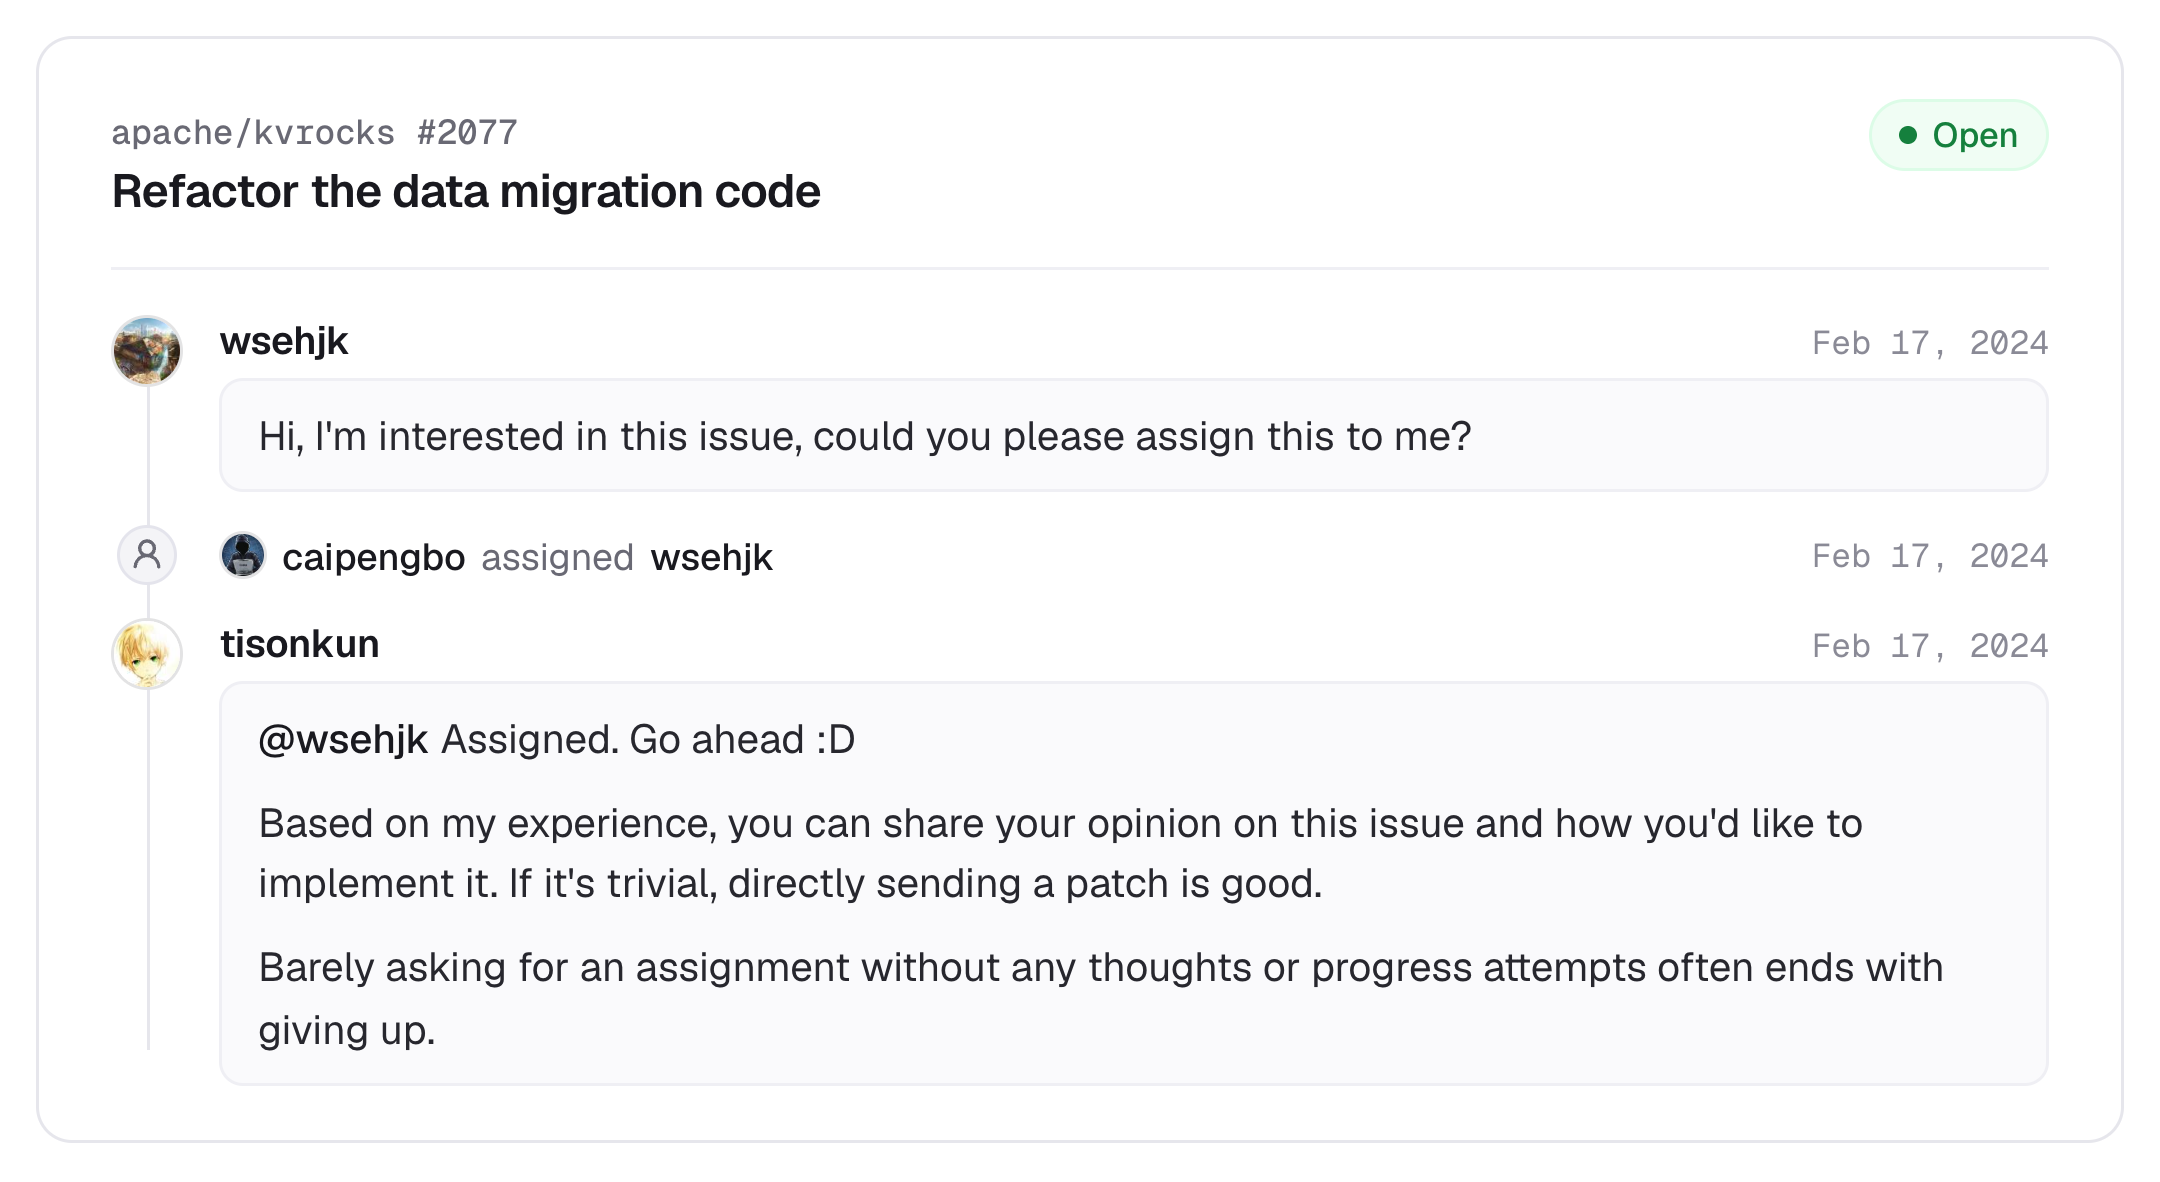 apache/kvrocks #2077
Open
Refactor the data migration code
wsehjk
Feb 17, 2024
Hi, I'm interested in this issue, could you please assign this to me?
caipengbo assigned wsehjk
Feb 17, 2024
tisonkun
Feb 17, 2024
@wsehjk Assigned. Go ahead :D
Based on my experience, you can share your opinion on this issue and how you'd like to
implement it. If it's trivial, directly sending a patch is good.
Barely asking for an assignment without any thoughts or progress attempts often ends with
giving up.